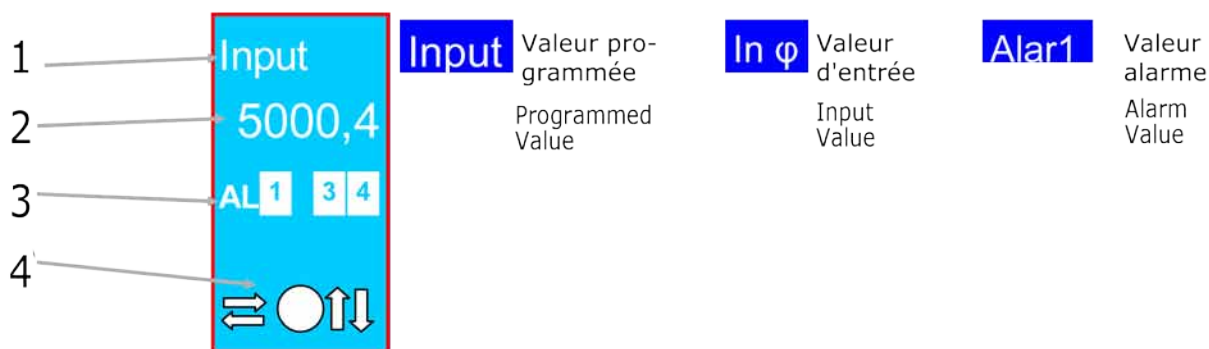 1
2
3
4
Input
5000,4
AL 1 3 4
Input
Valeur pro-
grammée
Programmed
Value
In φ
Valeur
d'entrée
Input
Value
Alar1
Valeur
alarme
Alarm
Value